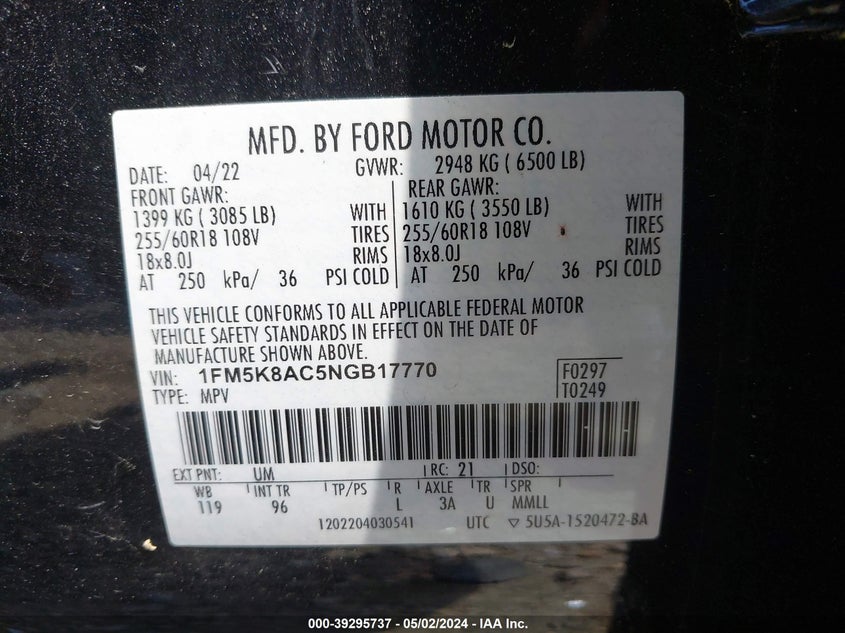 MFD. BY FORD MOTOR CO.
DATE: 04/22 GVWR: 2948 KG ( 6500 LB)
FRONT GAWR: REAR GAWR:
1399 KG ( 3085 LB) WITH 1610 KG ( 3550 LB) WITH
255/60R18 108V TIRES 255/60R18 108V TIRES
18x8.0J RIMS 18x8.0J RIMS
AT 250 kPa/ 36 PSI COLD AT 250 kPa/ 36 PSI COLD
THIS VEHICLE CONFORMS TO ALL APPLICABLE FEDERAL MOTOR
VEHICLE SAFETY STANDARDS IN EFFECT ON THE DATE OF
MANUFACTURE SHOWN ABOVE.
VIN: 1FM5K8AC5NGB17770 F0297
TYPE: MPV T0249
EXT PNT: UM RC: 21 DSO:
WB INT TR TP/PS R AXLE TR SPR
119 96 L 3A U MMLL
1202204030541 UTC ▽ 5U5A-1520472-BA
000-39295737 - 05/02/2024 - IAA Inc.